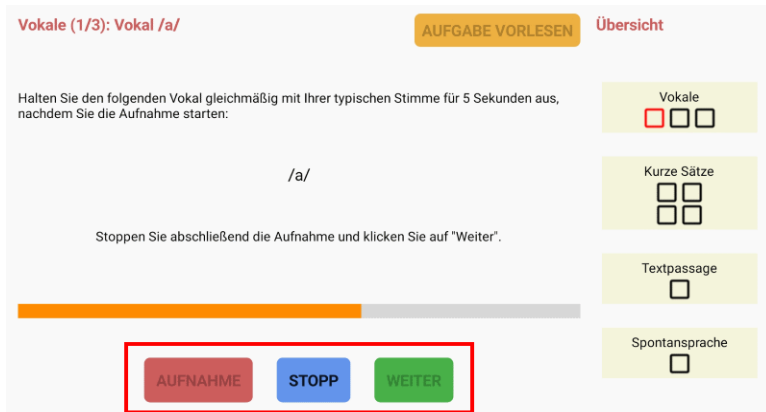 Vokale (1/3): Vokal /a/
AUFGABE VORLESEN
Übersicht
Halten Sie den folgenden Vokal gleichmäßig mit Ihrer typischen Stimme für 5 Sekunden aus,
nachdem Sie die Aufnahme starten:
/a/
Stoppen Sie abschließend die Aufnahme und klicken Sie auf "Weiter".
AUFNAHME
STOPP
WEITER
Vokale
Kurze Sätze
Textpassage
Spontansprache